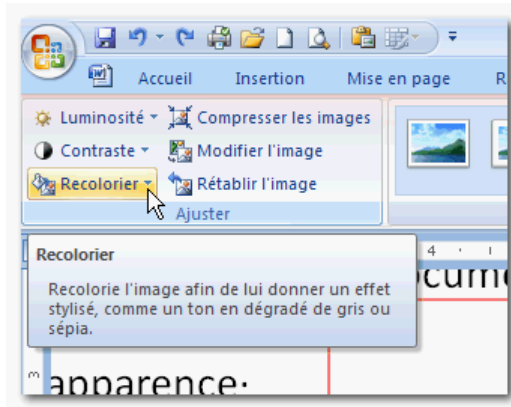 Accueil Insertion Mise en page R
Luminosité Compresser les images
Contraste Modifier l'image
Recolorier Rétablir l'image
Ajuster
Recolorier
Recolorie l'image afin de lui donner un effet
stylisé, comme un ton en dégradé de gris ou
sépia.
4
ocume
3
apparence·